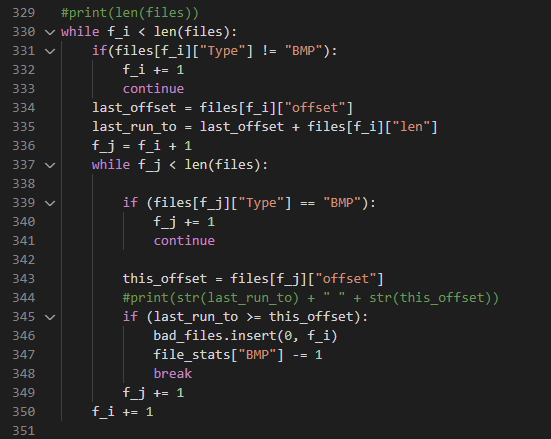 329 #print(len(files))
330 while f_i < len(files):
331 if(files[f_i]["Type"] != "BMP"):
332 f_i += 1
333 continue
334 last_offset = files[f_i]["offset"]
335 last_run_to = last_offset + files[f_i]["len"]
336 f_j = f_i + 1
337 while f_j < len(files):
338
339 if (files[f_j]["Type"] == "BMP"):
340 f_j += 1
341 continue
342
343 this_offset = files[f_j]["offset"]
344 #print(str(last_run_to) + " " + str(this_offset))
345 if (last_run_to >= this_offset):
346 bad_files.insert(0, f_i)
347 file_stats["BMP"] -= 1
348 break
349 f_j += 1
350 f_i += 1
351